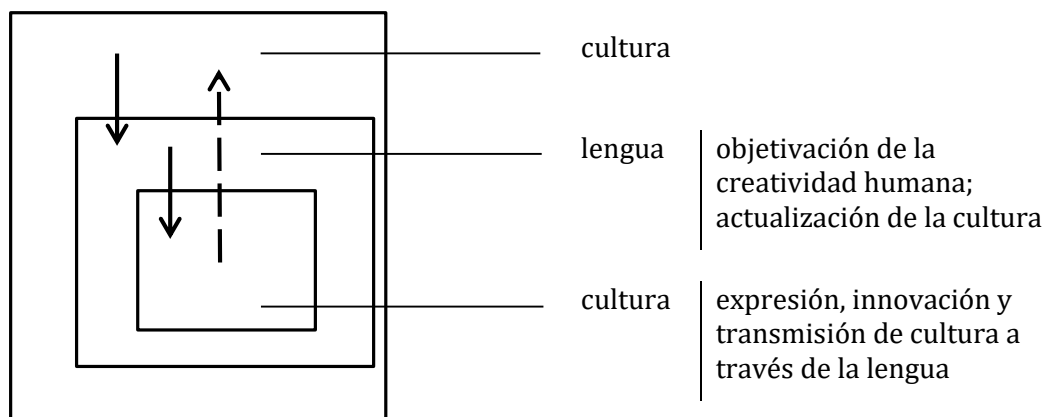 cultura
lengua
objetivación de la
creatividad humana;
actualización de la cultura
cultura
expresión, innovación y
transmisión de cultura a
través de la lengua